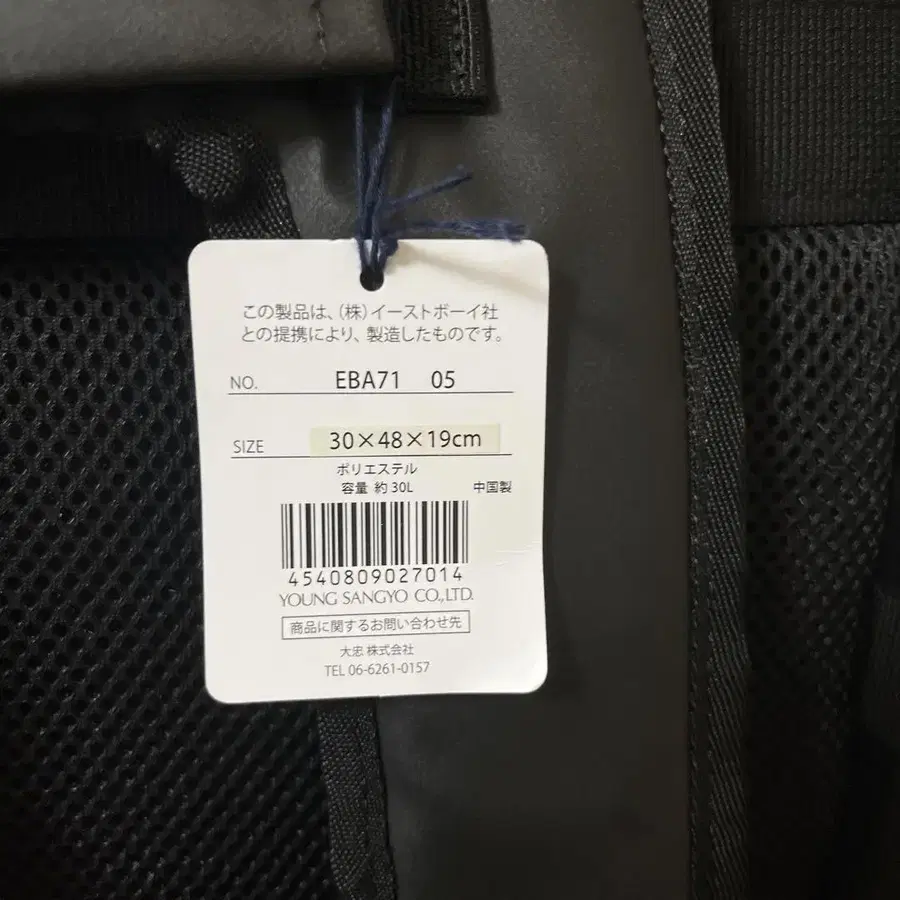 この製品は、(株)イーストボーイ社
との提携により、製造したものです。
NO. EBA71 05
SIZE 30×48×19cm
ポリエステル
容量 約30L 中国製
4540809027014
YOUNG SANGYO CO.,LTD.
商品に関するお問い合わせ先
大忠 株式会社
TEL 06-6261-0157